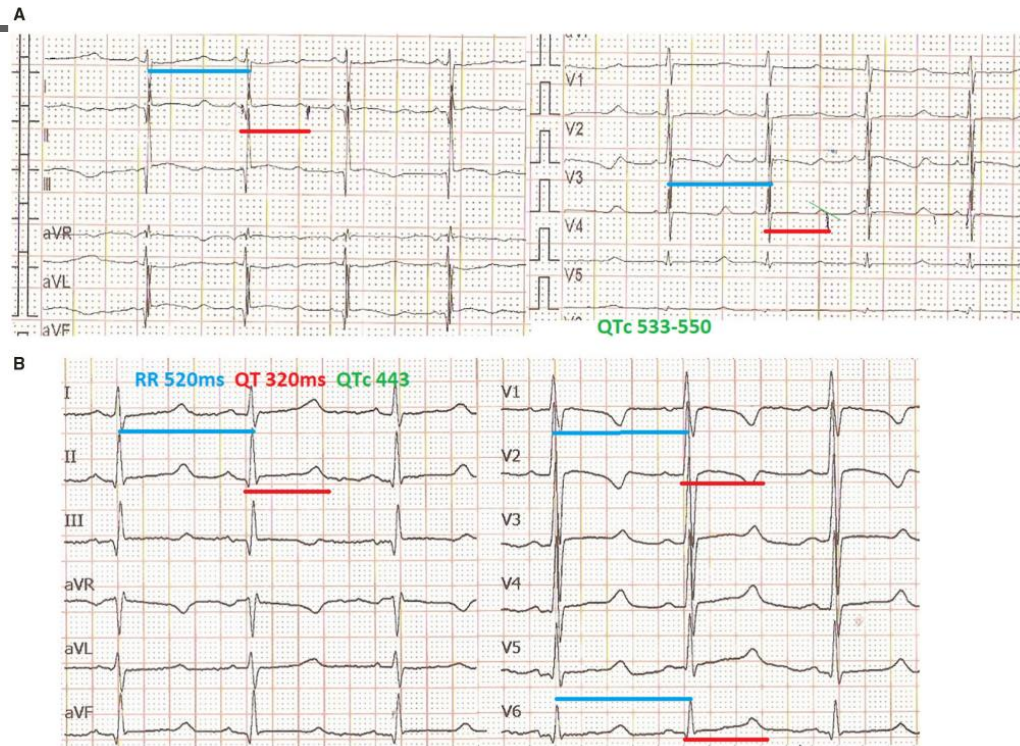 A
I
II
III
aVR
aVL
aVF
V1
V2
V3
V4
V5
QTc 533-550
B
RR 520ms QT 320ms QTc 443
I
II
III
aVR
aVL
aVF
V1
V2
V3
V4
V5
V6